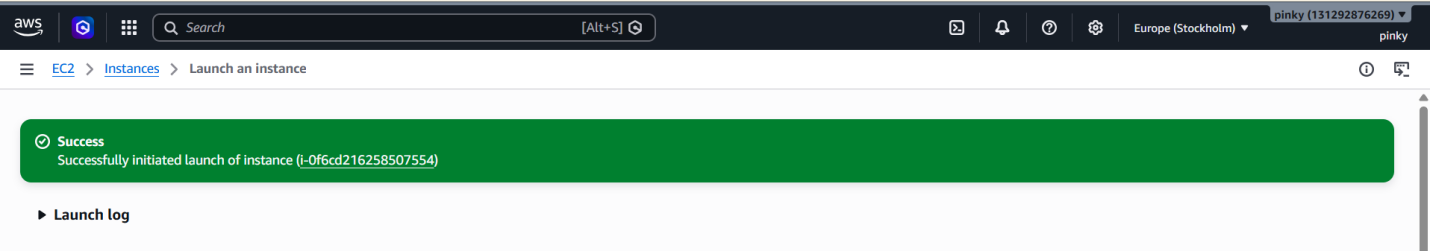 aws
Search [Alt+S]
Europe (Stockholm) ▼
pinky (131292876269) ▼
pinky
EC2 > Instances > Launch an instance
Success
Successfully initiated launch of instance (i-0f6cd216258507554)
▶ Launch log